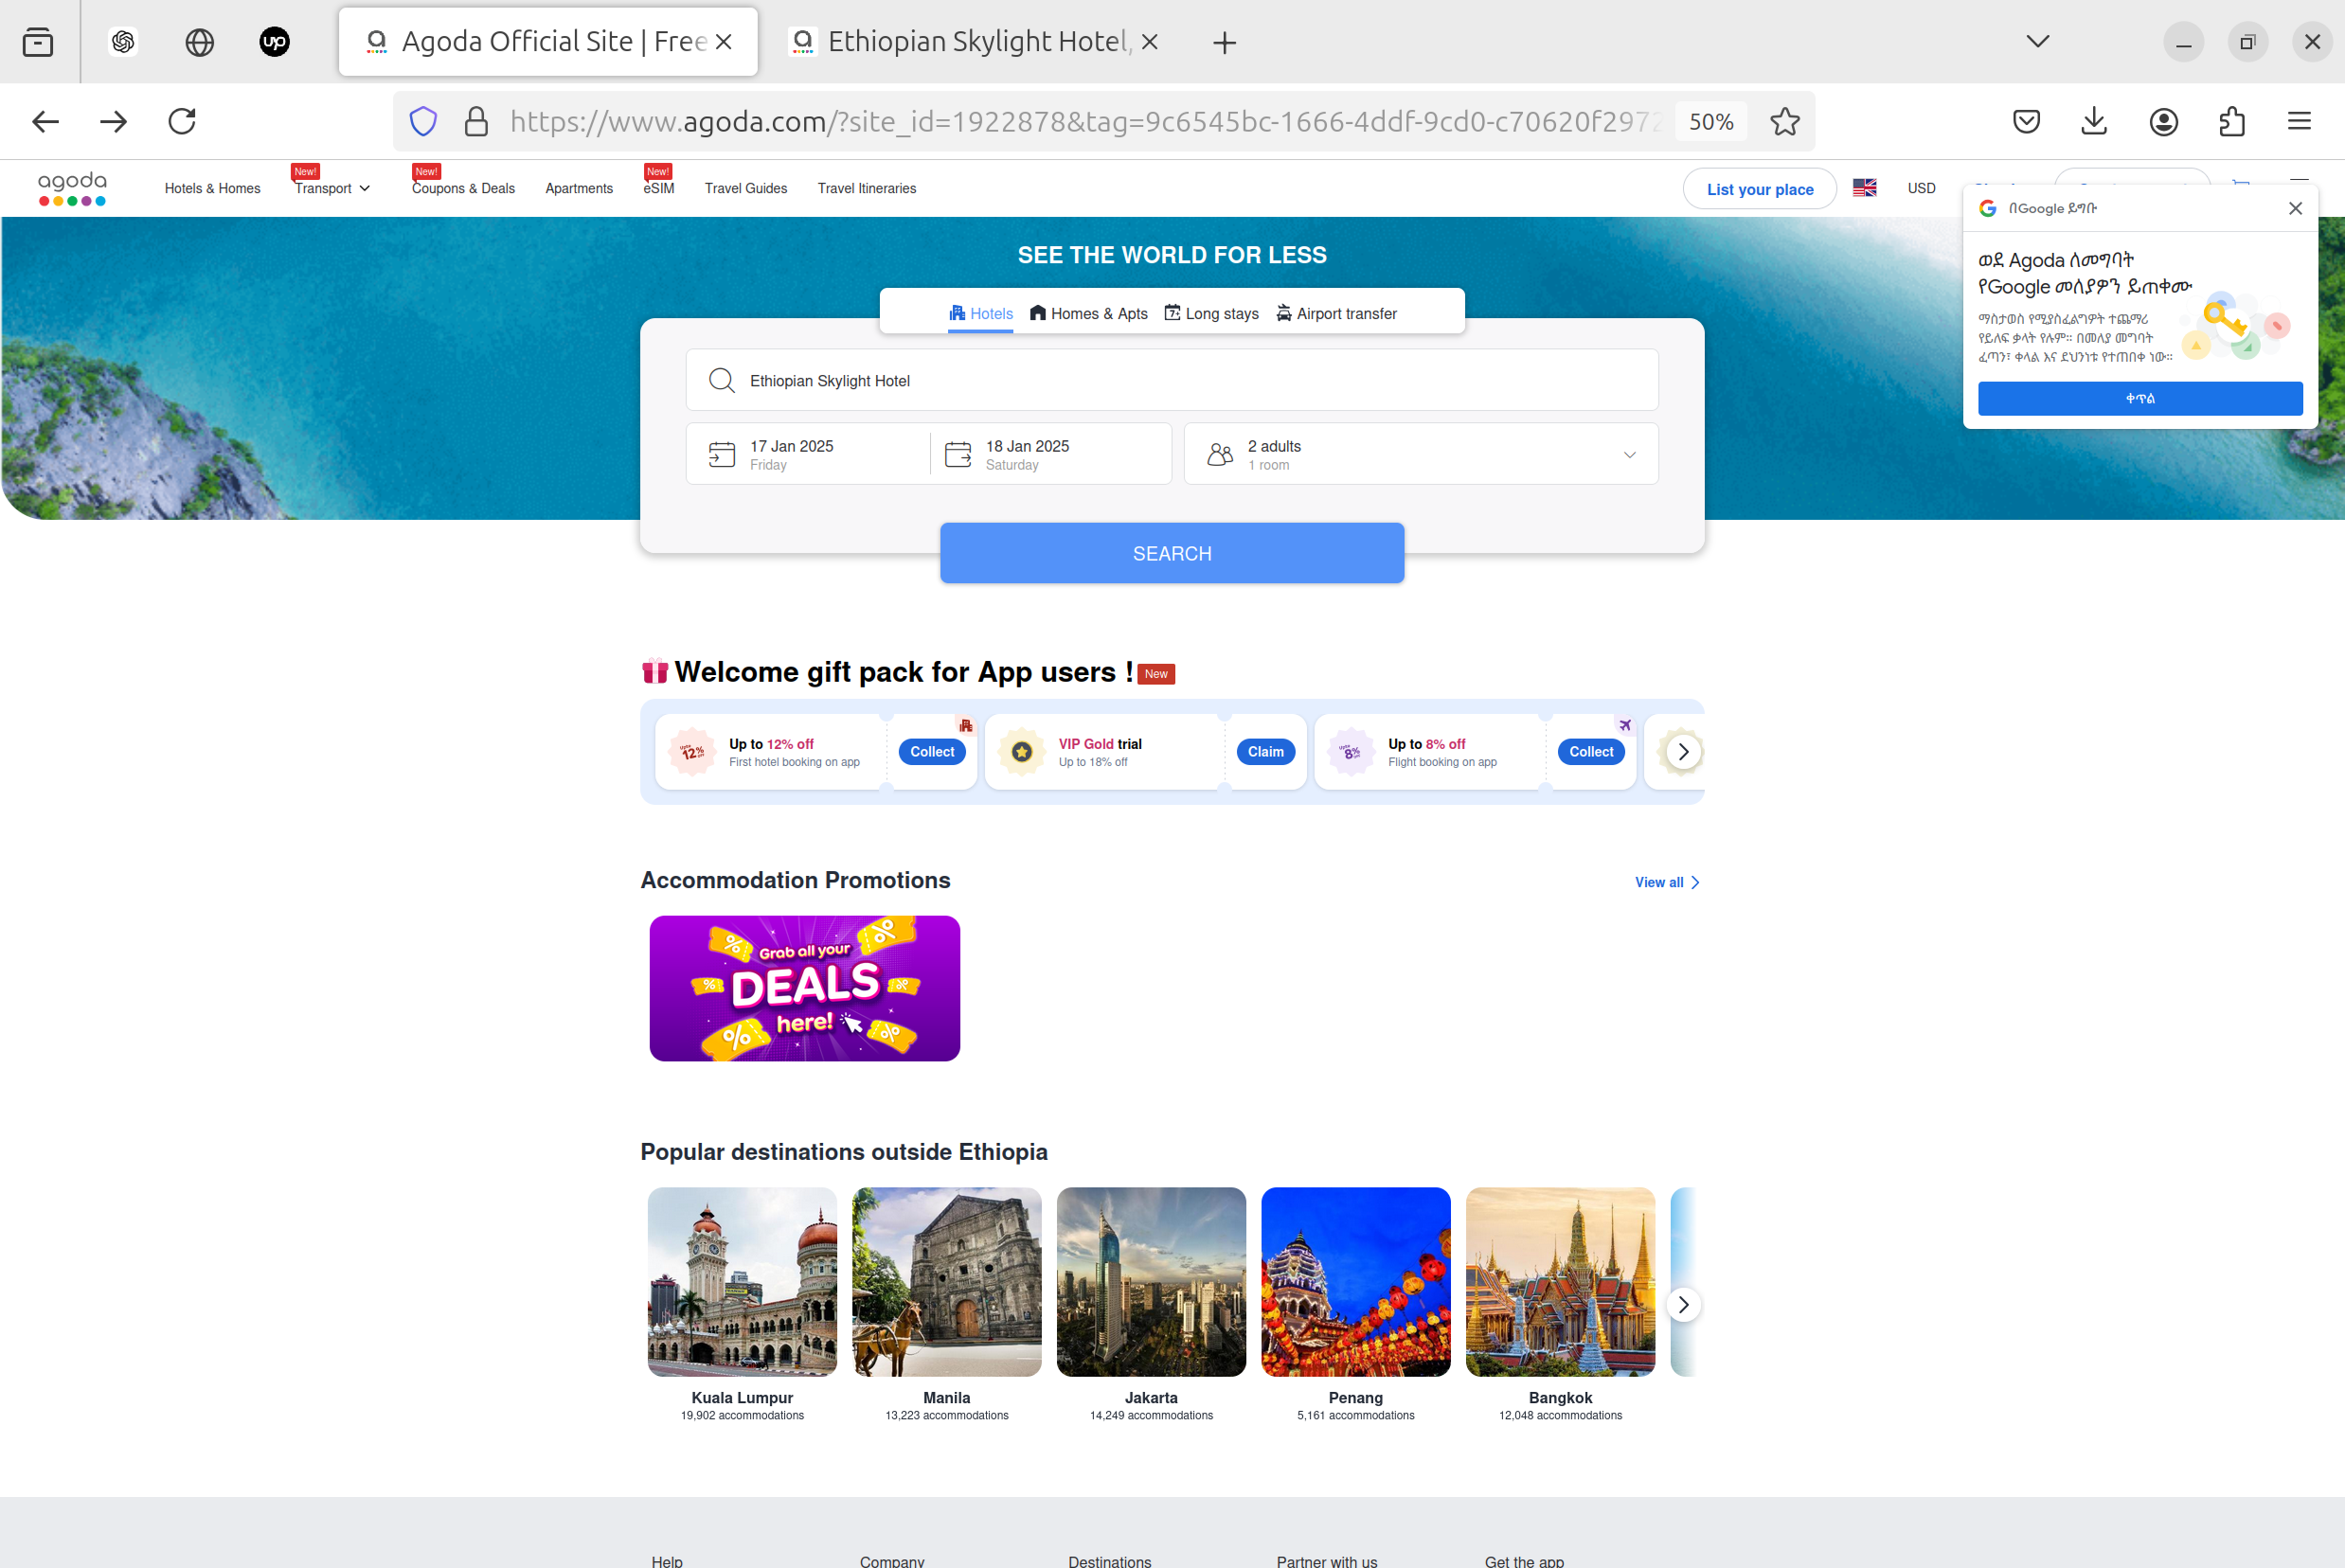 Agoda Official Site | Free
Ethiopian Skylight Hotel,
https://www.agoda.com/?site_id=1922878&tag=9c6545bc-1666-4ddf-9cd0-c70620f2972
50%
agoda
Hotels & Homes
New!
Transport
New!
Coupons & Deals
Apartments
New!
eSIM
Travel Guides
Travel Itineraries
List your place
USD
በGoogle ይግቡ
ወደ Agoda ለመግባት
የGoogle መለያዎን ይጠቀሙ
ማስታወስ የሚያስፈልግዎት ተጨማሪ
የይለፍ ቃላት የሉም። በመለያ መግባት
ፈጣን፣ ቀላል እና ደህንነቱ የተጠበቀ ነው።
ቀጥል
SEE THE WORLD FOR LESS
Hotels
Homes & Apts
Long stays
Airport transfer
Ethiopian Skylight Hotel
17 Jan 2025
Friday
18 Jan 2025
Saturday
2 adults
1 room
SEARCH
Welcome gift pack for App users !
New
12%
Up to 12% off
First hotel booking on app
Collect
VIP Gold trial
Up to 18% off
Claim
8%
Up to 8% off
Flight booking on app
Collect
Accommodation Promotions
View all
Grab all your
DEALS
here!
Popular destinations outside Ethiopia
Kuala Lumpur
19,902 accommodations
Manila
13,223 accommodations
Jakarta
14,249 accommodations
Penang
5,161 accommodations
Bangkok
12,048 accommodations
Help
Company
Destinations
Partner with us
Get the app